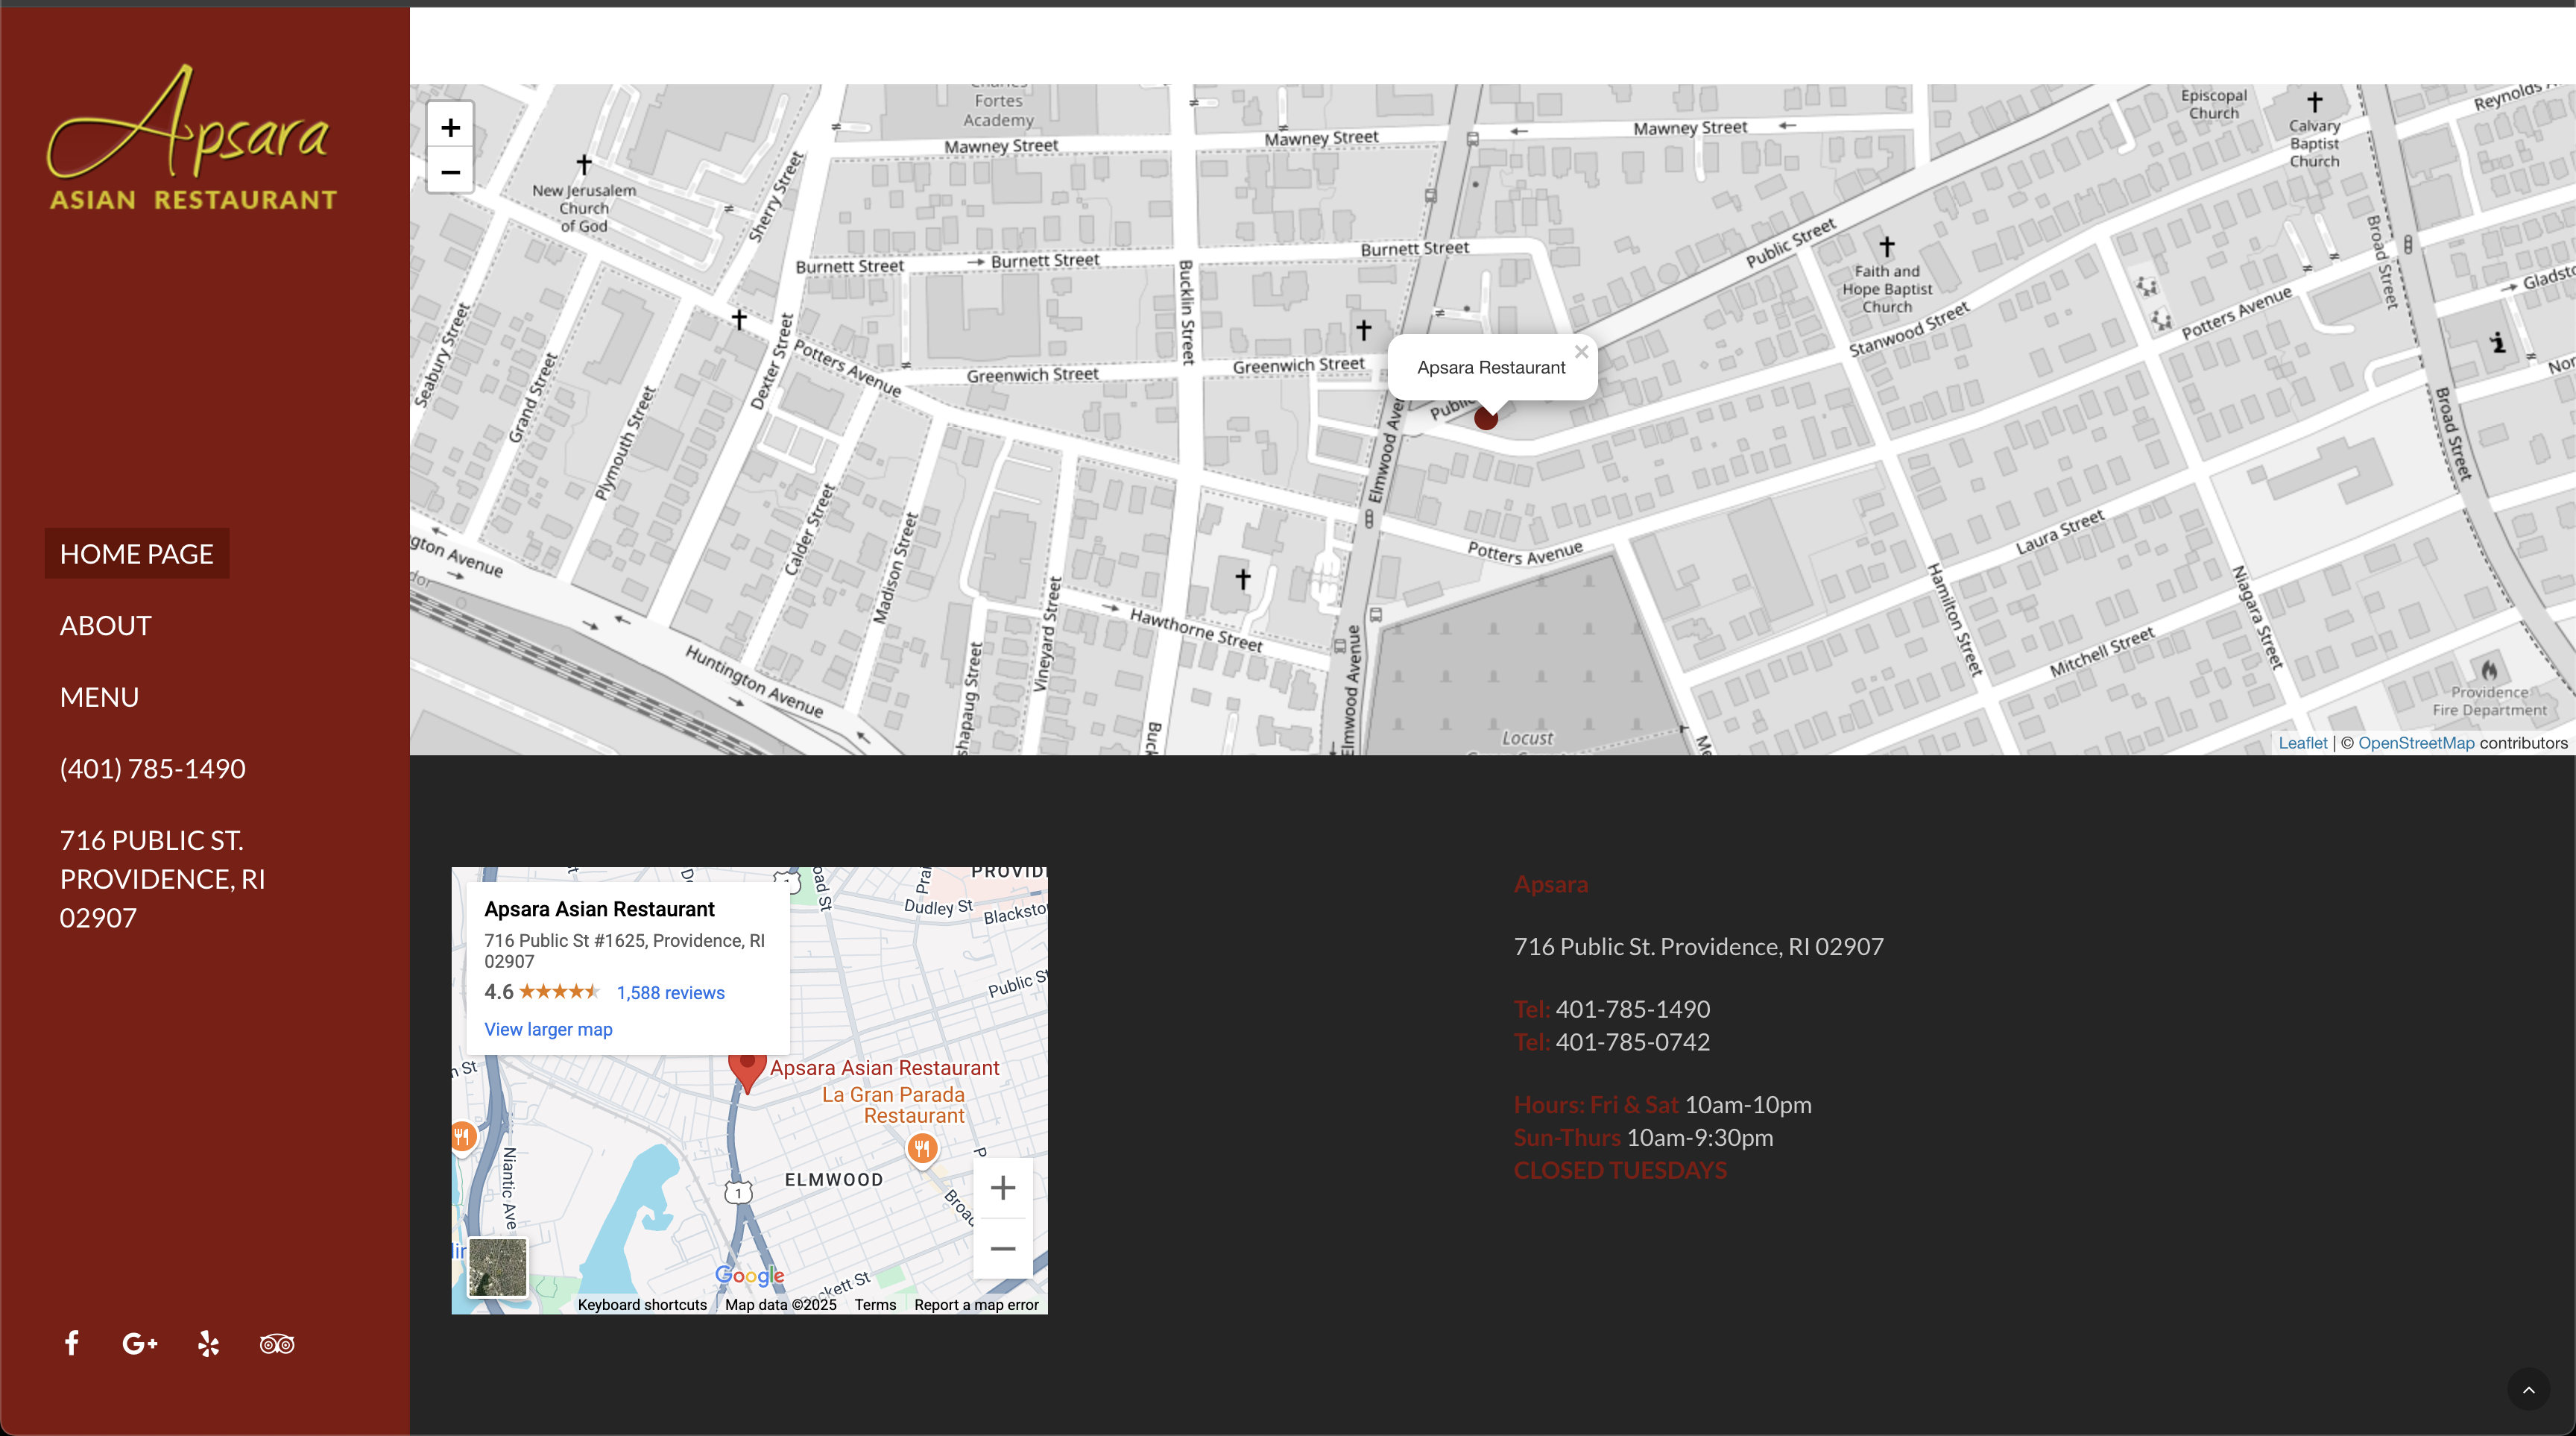 Apsara
ASIAN RESTAURANT
HOME PAGE
ABOUT
MENU
(401) 785-1490
716 PUBLIC ST.
PROVIDENCE, RI
02907
G+
+
−
Fortes
Academy
New Jerusalem
Church
of God
Sherry Street
Mawney Street
Mawney Street
Mawney Street
Episcopal
Church
Calvary
Baptist
Church
Burnett Street
Burnett Street
Burnett Street
Bucklin Street
Public Street
Faith and
Hope Baptist
Church
Broad Street
Stanwood Street
Potters Avenue
Seabury Street
Grand Street
Plymouth Street
Dexter Street
Potters Avenue
Greenwich Street
Greenwich Street
Apsara Restaurant
×
Elmwood Ave
Broad Street
Calder Street
Madison Street
Potters Avenue
Laura Street
Hamilton Street
Niagara Street
Mitchell Street
gton Avenue
Huntington Avenue
Vineyard Street
Hawthorne Street
shapaug Street
Elmwood Avenue
Locust
Providence
Fire Department
Leaflet | © OpenStreetMap contributors
Apsara Asian Restaurant
716 Public St #1625, Providence, RI
02907
4.6 1,588 reviews
View larger map
PROVID
Dudley St
Public St
Apsara Asian Restaurant
La Gran Parada
Restaurant
Niantic Ave
ELMWOOD
1
Broad
+
−
Google
Keyboard shortcuts Map data ©2025 Terms Report a map error
Apsara
716 Public St. Providence, RI 02907
Tel: 401-785-1490
Tel: 401-785-0742
Hours: Fri & Sat 10am-10pm
Sun-Thurs 10am-9:30pm
CLOSED TUESDAYS